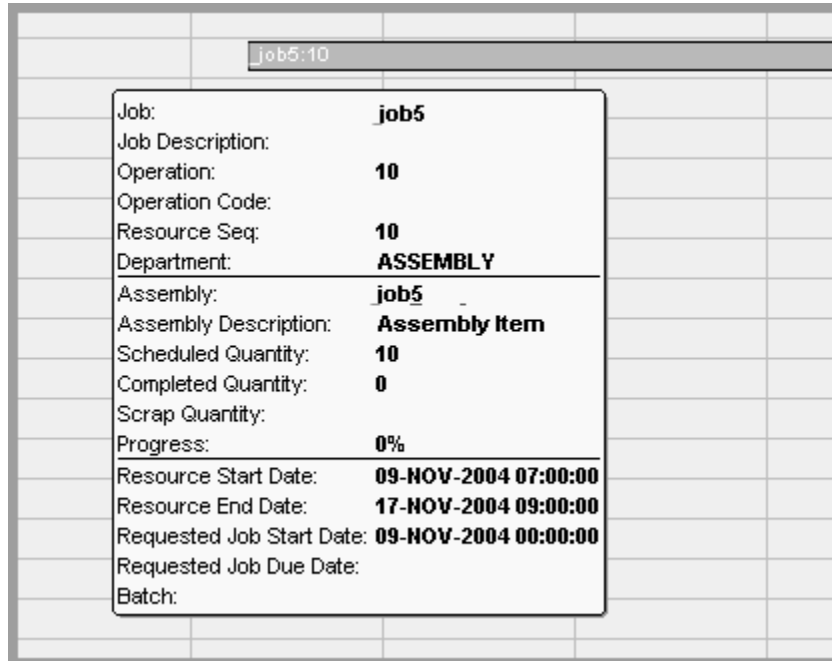 _job5:10
Job: _job5
Job Description:
Operation: 10
Operation Code:
Resource Seq: 10
Department: ASSEMBLY
Assembly: _job5 _
Assembly Description: Assembly Item
Scheduled Quantity: 10
Completed Quantity: 0
Scrap Quantity:
Progress: 0%
Resource Start Date: 09-NOV-2004 07:00:00
Resource End Date: 17-NOV-2004 09:00:00
Requested Job Start Date: 09-NOV-2004 00:00:00
Requested Job Due Date:
Batch: